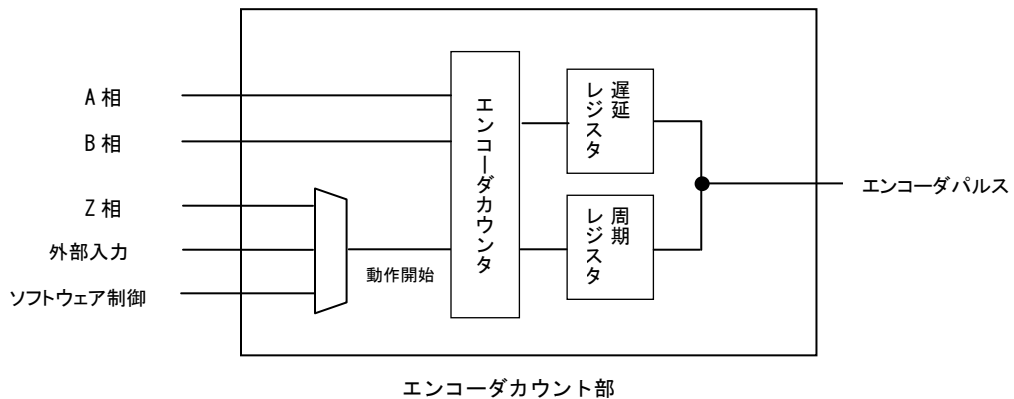 A 相
B 相
Z 相
外部入力
ソフトウェア制御
動作開始
エンコーダカウンタ
遅延
レジスタ
周期
レジスタ
エンコーダパルス
エンコーダカウント部